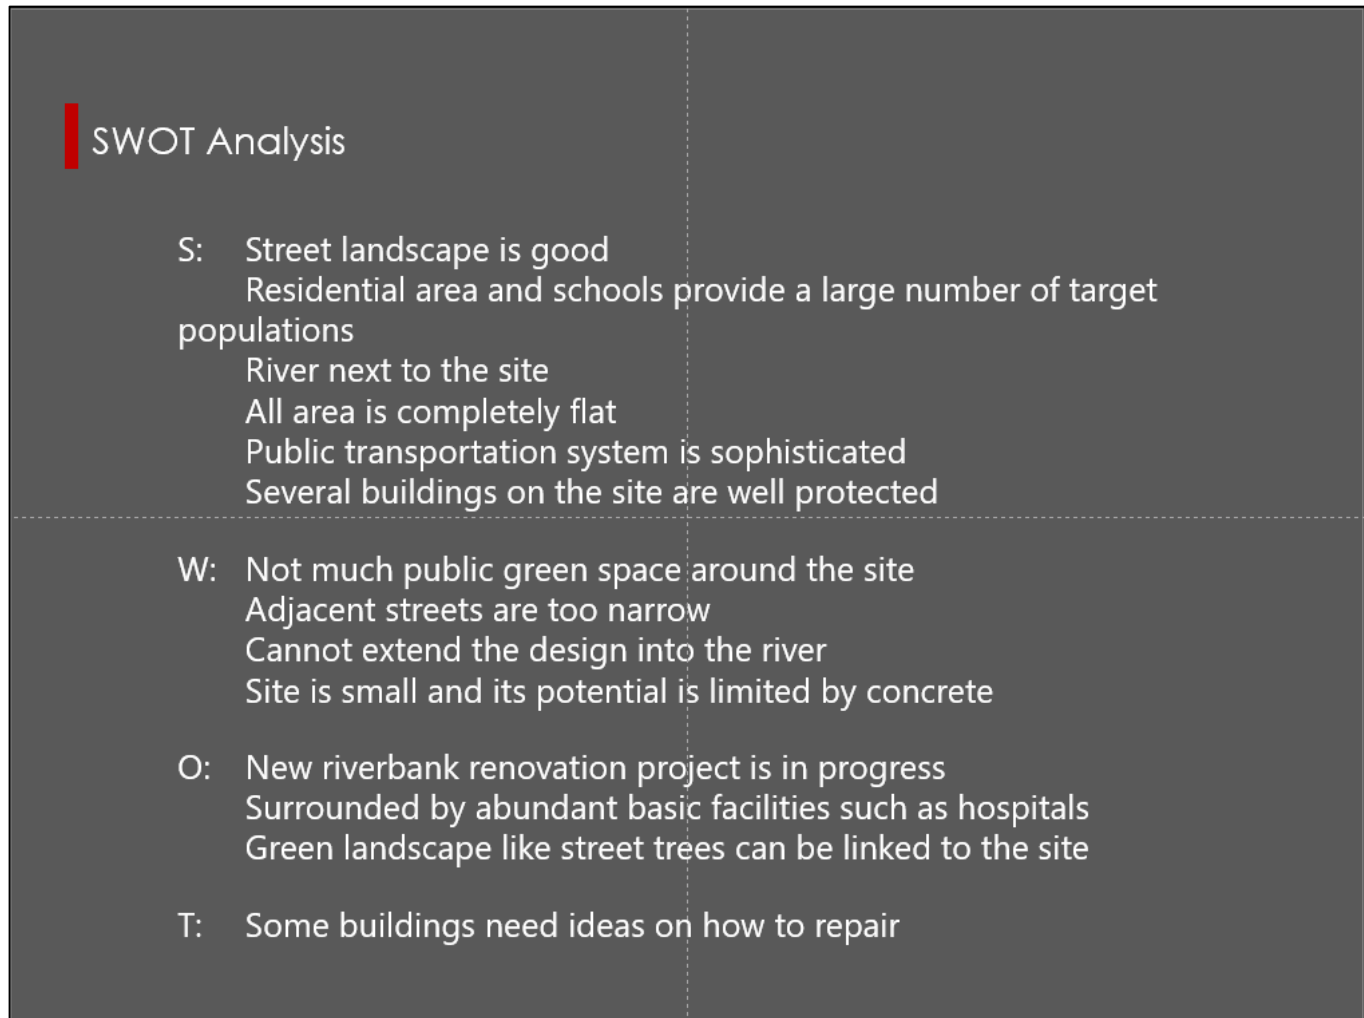 SWOT Analysis
S: Street landscape is good
Residential area and schools provide a large number of target
populations
River next to the site
All area is completely flat
Public transportation system is sophisticated
Several buildings on the site are well protected
W: Not much public green space around the site
Adjacent streets are too narrow
Cannot extend the design into the river
Site is small and its potential is limited by concrete
O: New riverbank renovation project is in progress
Surrounded by abundant basic facilities such as hospitals
Green landscape like street trees can be linked to the site
T: Some buildings need ideas on how to repair